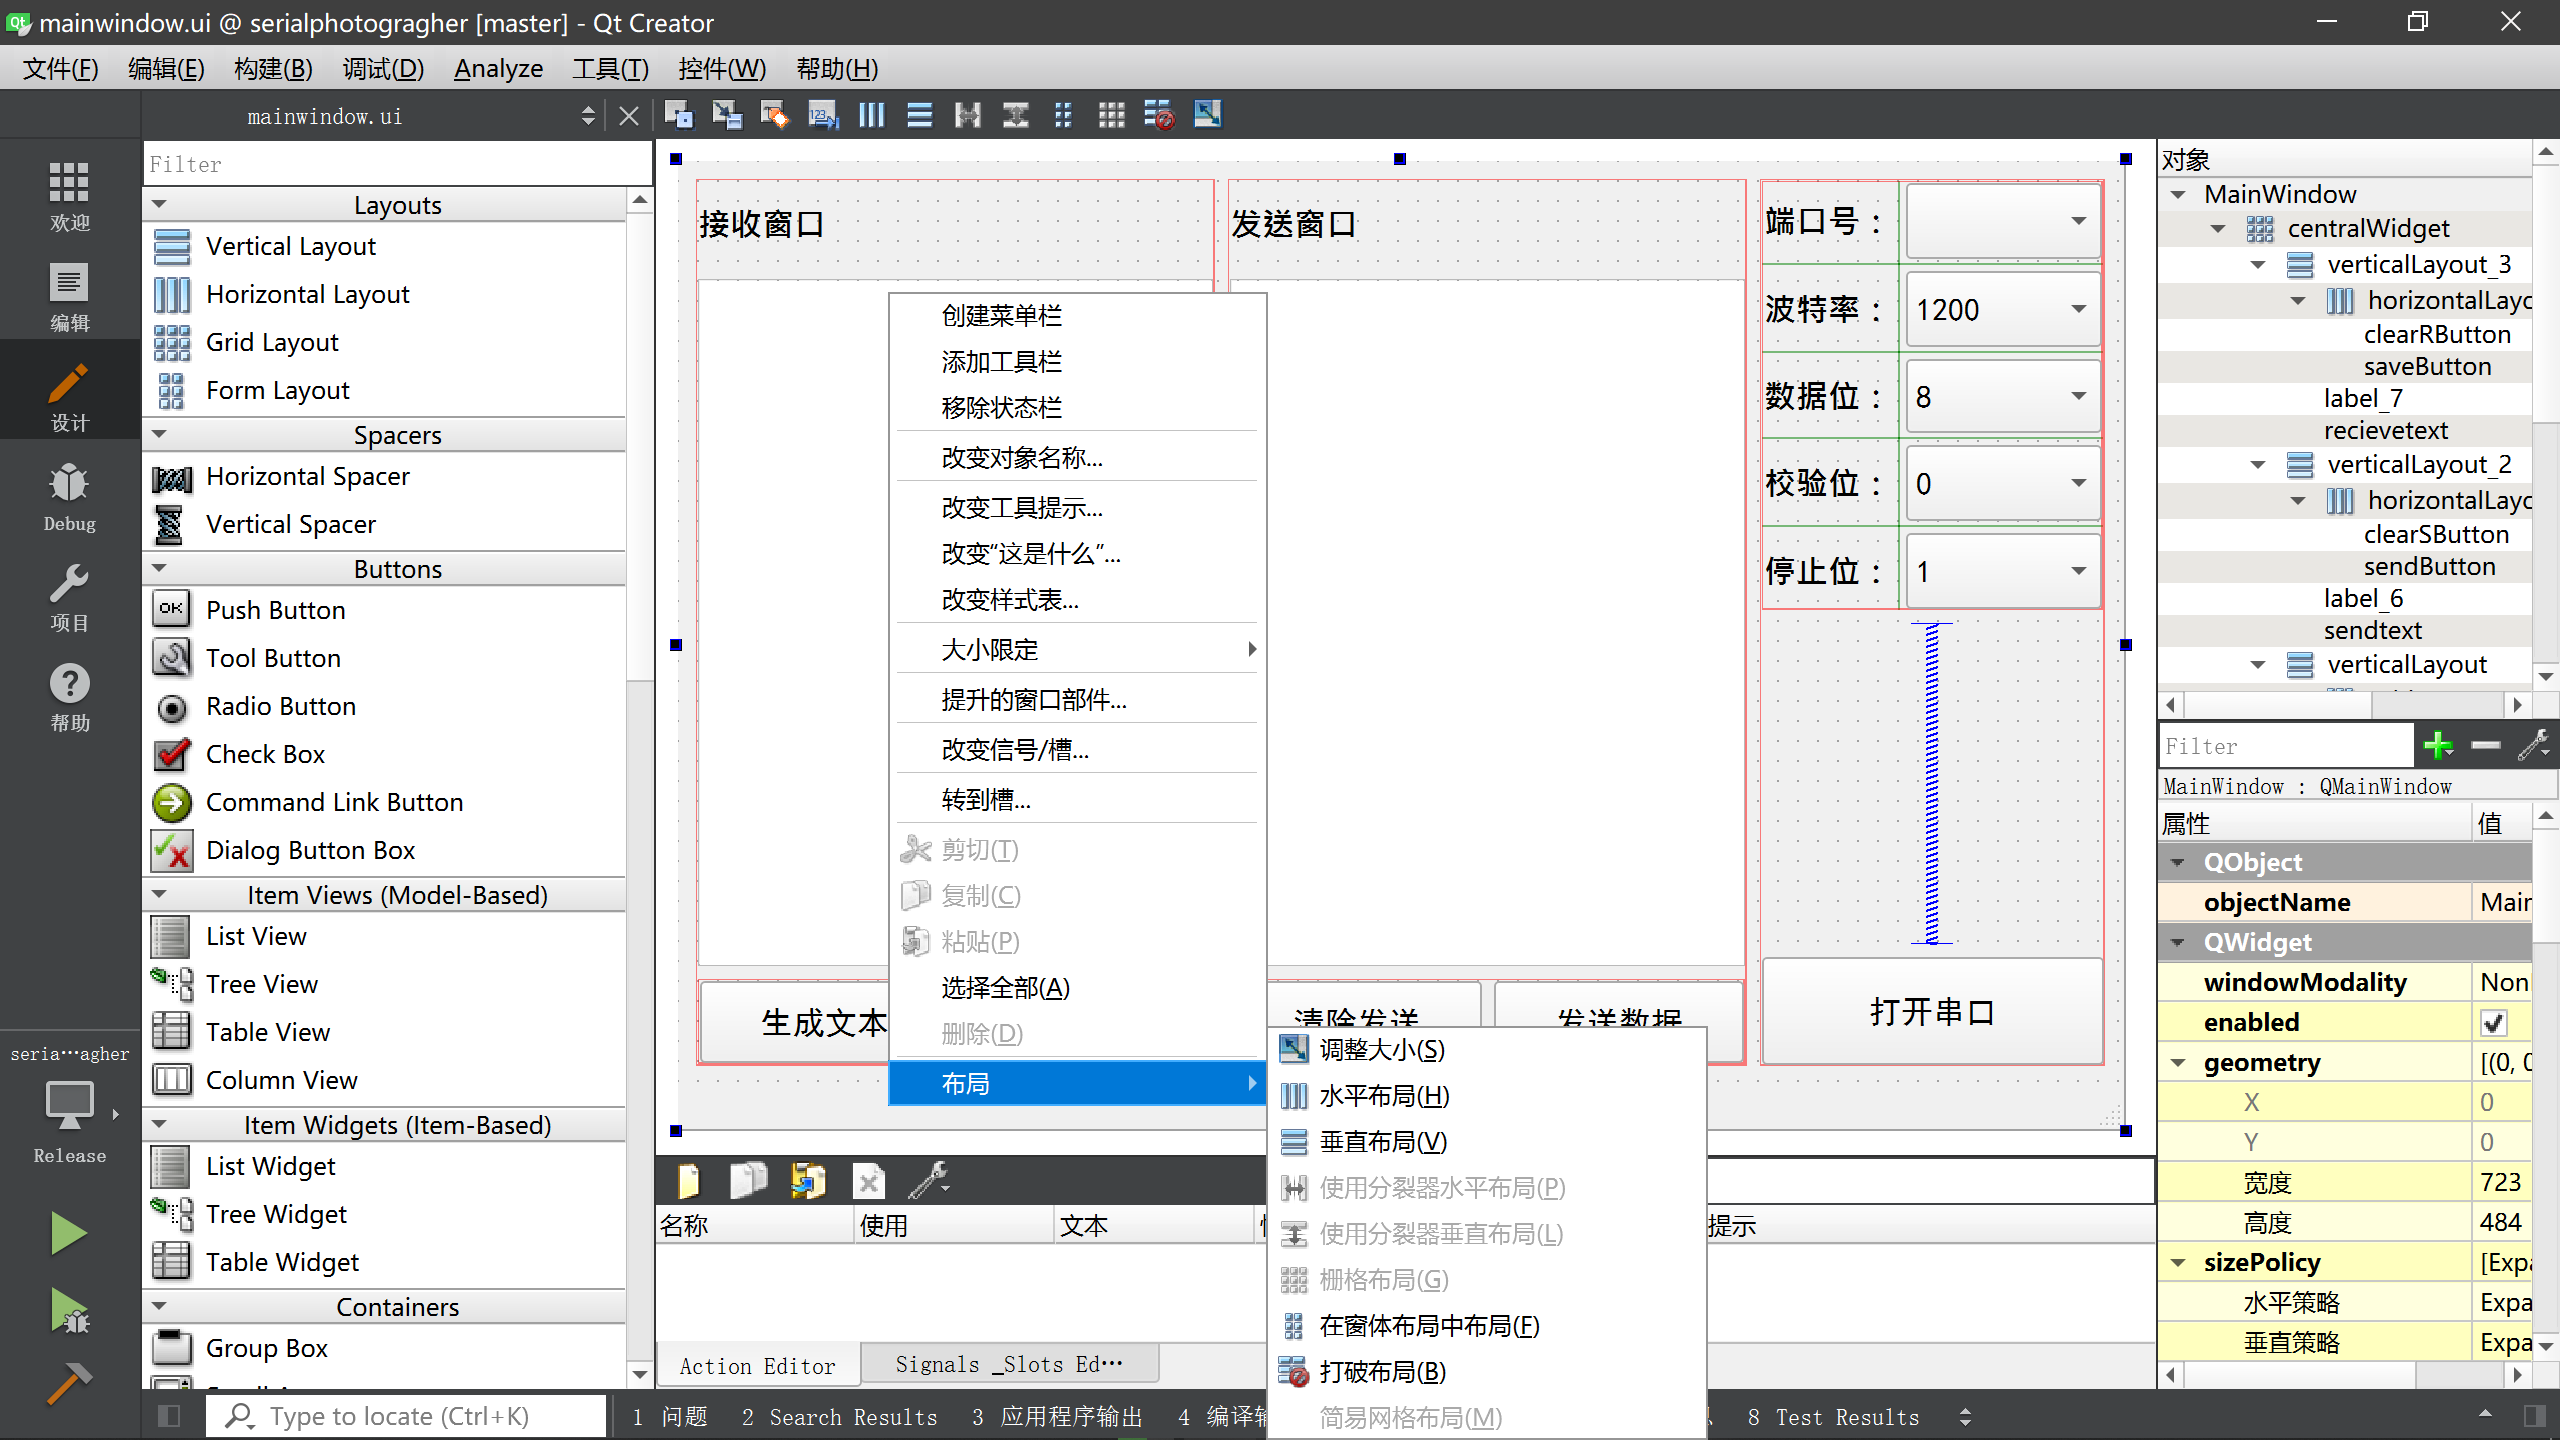 mainwindow.ui @ serialphotogragher [master] - Qt Creator
文件(F) 编辑(E) 构建(B) 调试(D) Analyze 工具(T) 控件(W) 帮助(H)
mainwindow.ui
欢迎
编辑
设计
Debug
项目
帮助
seria…agher
Release
Filter
Layouts
Vertical Layout
Horizontal Layout
Grid Layout
Form Layout
Spacers
Horizontal Spacer
Vertical Spacer
Buttons
OK
Push Button
Tool Button
Radio Button
Check Box
Command Link Button
Dialog Button Box
Item Views (Model-Based)
List View
Tree View
Table View
Column View
Item Widgets (Item-Based)
List Widget
Tree Widget
Table Widget
Containers
Group Box
接收窗口
发送窗口
端口号：
波特率： 1200
数据位： 8
校验位： 0
停止位： 1
生成文本
清除发送
发送数据
打开串口
创建菜单栏
添加工具栏
移除状态栏
改变对象名称...
改变工具提示...
改变“这是什么”...
改变样式表...
大小限定
提升的窗口部件...
改变信号/槽...
转到槽...
剪切(T)
复制(C)
粘贴(P)
选择全部(A)
删除(D)
布局
调整大小(S)
水平布局(H)
垂直布局(V)
使用分裂器水平布局(P)
使用分裂器垂直布局(L)
栅格布局(G)
在窗体布局中布局(F)
打破布局(B)
简易网格布局(M)
名称 使用 文本 提示
Action Editor Signals _Slots Ed…
对象
MainWindow
centralWidget
verticalLayout_3
horizontalLayo
clearRButton
saveButton
label_7
recievetext
verticalLayout_2
horizontalLayo
clearSButton
sendButton
label_6
sendtext
verticalLayout
Filter
MainWindow : QMainWindow
属性 值
QObject
objectName Mair
QWidget
windowModality Non
enabled
geometry [(0, 0
X 0
Y 0
宽度 723
高度 484
sizePolicy [Expa
水平策略 Expa
垂直策略 Expa
Type to locate (Ctrl+K) 1 问题 2 Search Results 3 应用程序输出 4 编译输 8 Test Results